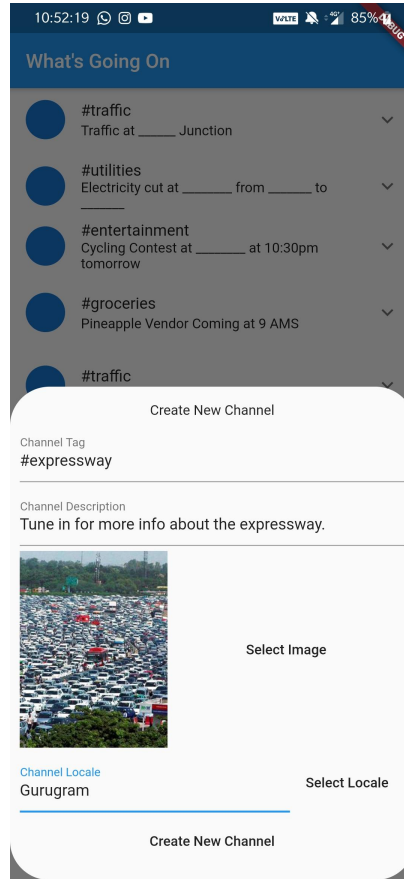 10:52:19 VoLTE 4G 85% BUG
What's Going On
#traffic
Traffic at _____ Junction
#utilities
Electricity cut at _______ from ______ to
______
#entertainment
Cycling Contest at _______ at 10:30pm
tomorrow
#groceries
Pineapple Vendor Coming at 9 AMS
#traffic
Create New Channel
Channel Tag
#expressway
Channel Description
Tune in for more info about the expressway.
Select Image
Channel Locale
Gurugram
Select Locale
Create New Channel